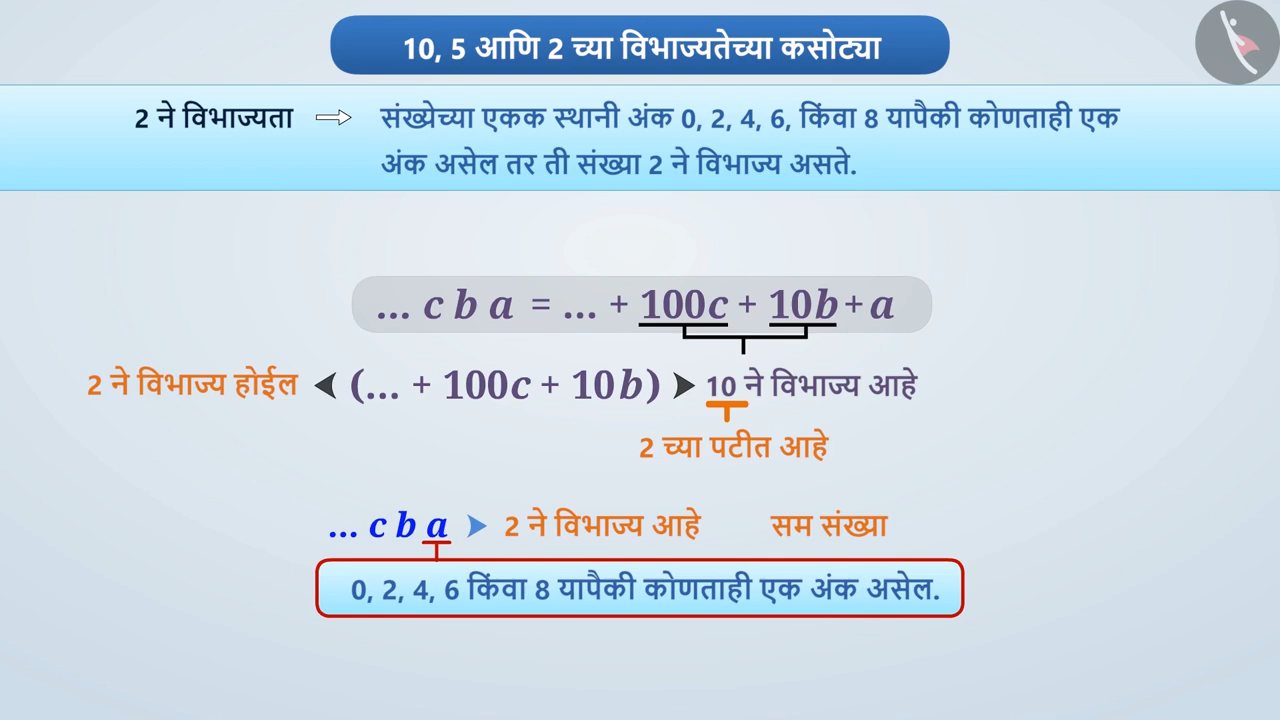 10, 5 आणि 2 च्या विभाज्यतेच्या कसोट्या
2 ने विभाज्यता ⇨ संख्येच्या एकक स्थानी अंक 0, 2, 4, 6, किंवा 8 यापैकी कोणताही एक
अंक असेल तर ती संख्या 2 ने विभाज्य असते.
... c b a = ... + 100c + 10b + a
2 ने विभाज्य होईल ◄ (... + 100c + 10b) ➤ 10 ने विभाज्य आहे
2 च्या पटीत आहे
... c b a ➤ 2 ने विभाज्य आहे सम संख्या
0, 2, 4, 6 किंवा 8 यापैकी कोणताही एक अंक असेल.